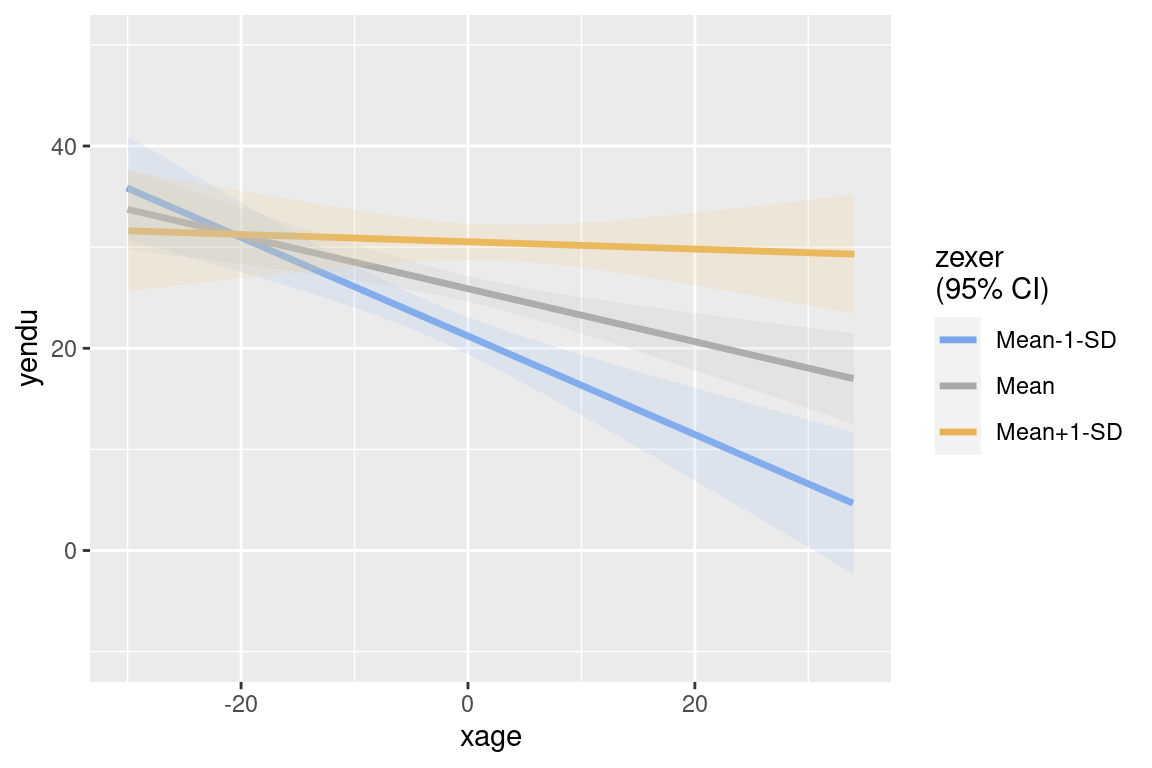 yendu
40
20
0
-20
0
20
xage
zexer
(95% CI)
Mean-1-SD
Mean
Mean+1-SD